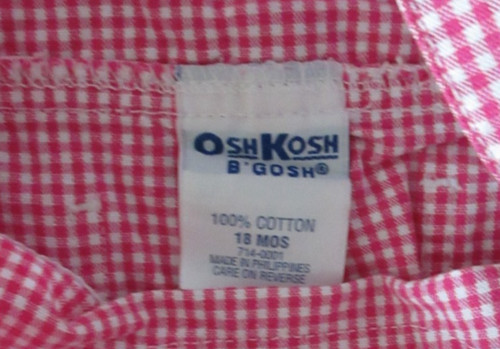 OSHKOSH
B'GOSH®
100% COTTON
18 MOS
714-0001
MADE IN PHILIPPINES
CARE ON REVERSE